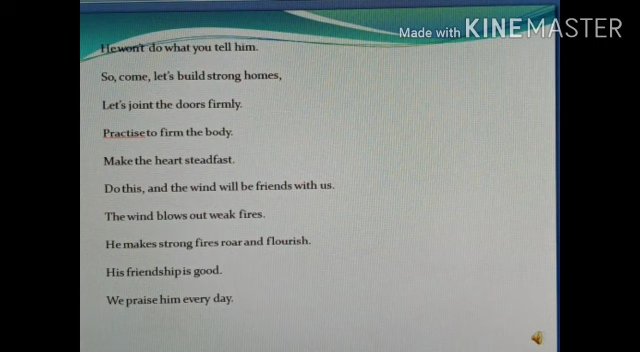 Made with KINEMASTER
He won't do what you tell him.
So, come, let's build strong homes,
Let's joint the doors firmly.
Practise to firm the body.
Make the heart steadfast.
Do this, and the wind will be friends with us.
The wind blows out weak fires.
He makes strong fires roar and flourish.
His friendship is good.
We praise him every day.